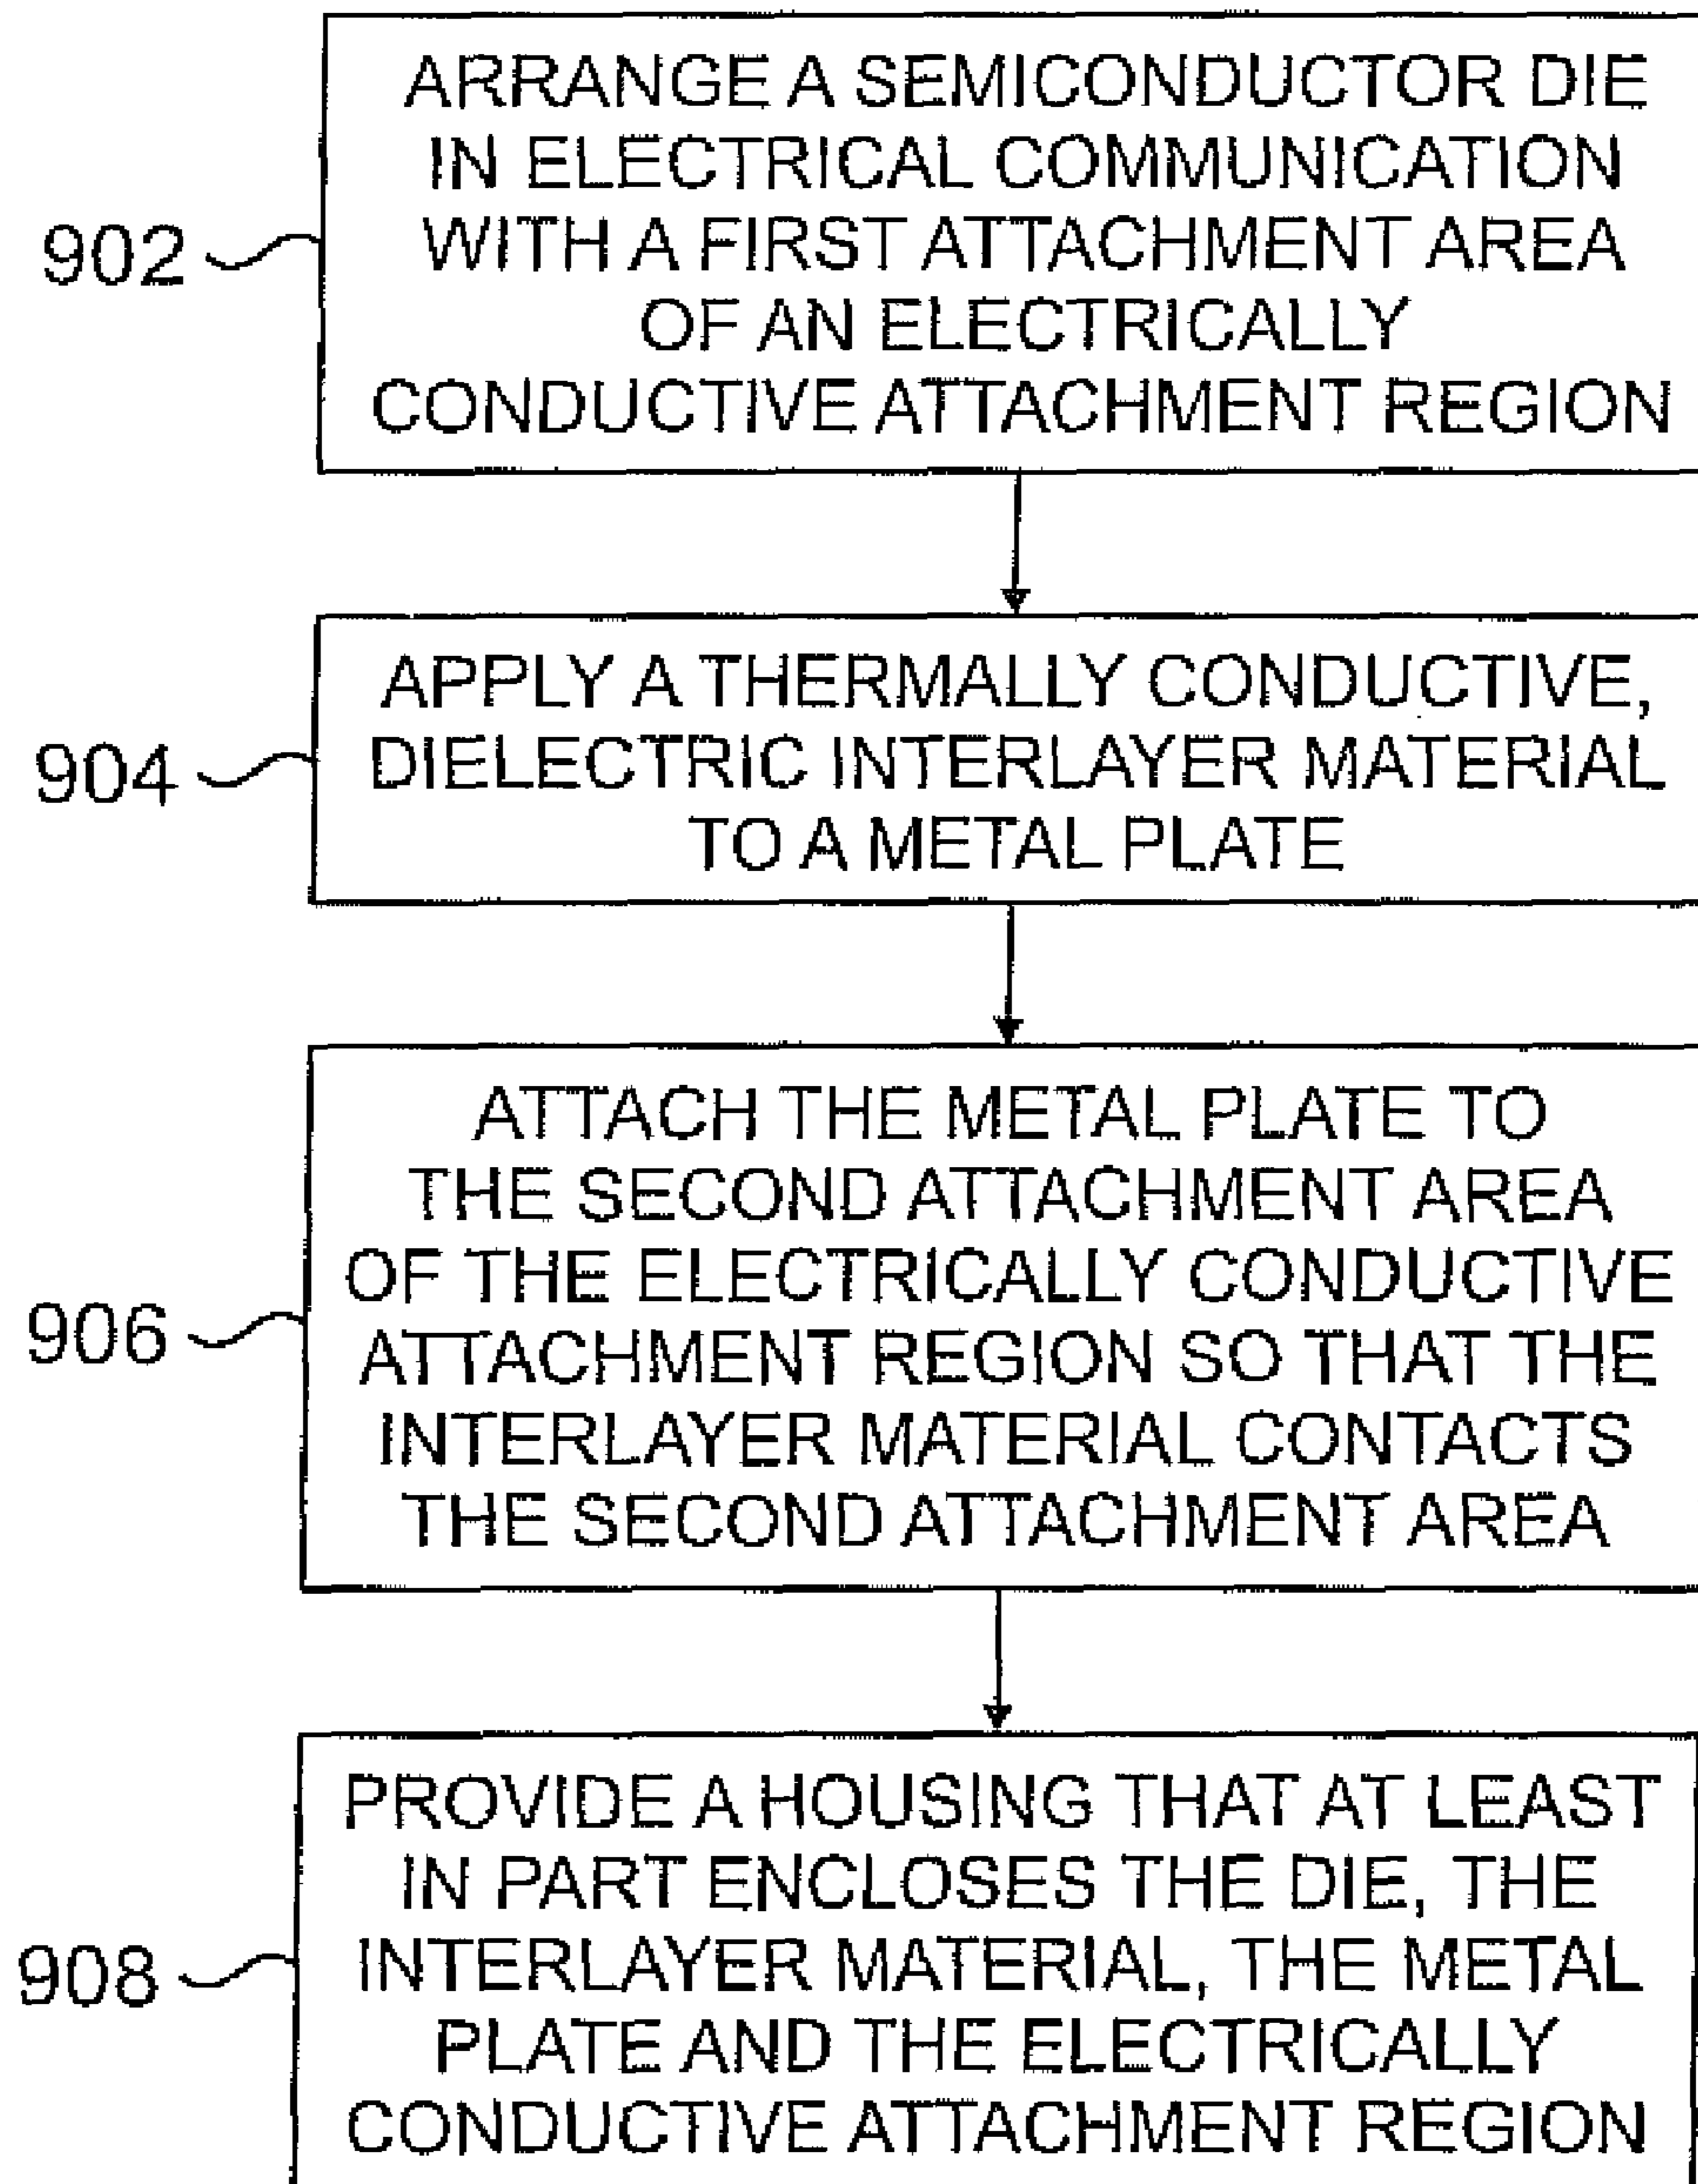 902
ARRANGE A SEMICONDUCTOR DIE
IN ELECTRICAL COMMUNICATION
WITH A FIRST ATTACHMENT AREA
OF AN ELECTRICALLY
CONDUCTIVE ATTACHMENT REGION
904
APPLY A THERMALLY CONDUCTIVE,
DIELECTRIC INTERLAYER MATERIAL
TO A METAL PLATE
906
ATTACH THE METAL PLATE TO
THE SECOND ATTACHMENT AREA
OF THE ELECTRICALLY CONDUCTIVE
ATTACHMENT REGION SO THAT THE
INTERLAYER MATERIAL CONTACTS
THE SECOND ATTACHMENT AREA
908
PROVIDE A HOUSING THAT AT LEAST
IN PART ENCLOSES THE DIE, THE
INTERLAYER MATERIAL, THE METAL
PLATE AND THE ELECTRICALLY
CONDUCTIVE ATTACHMENT REGION